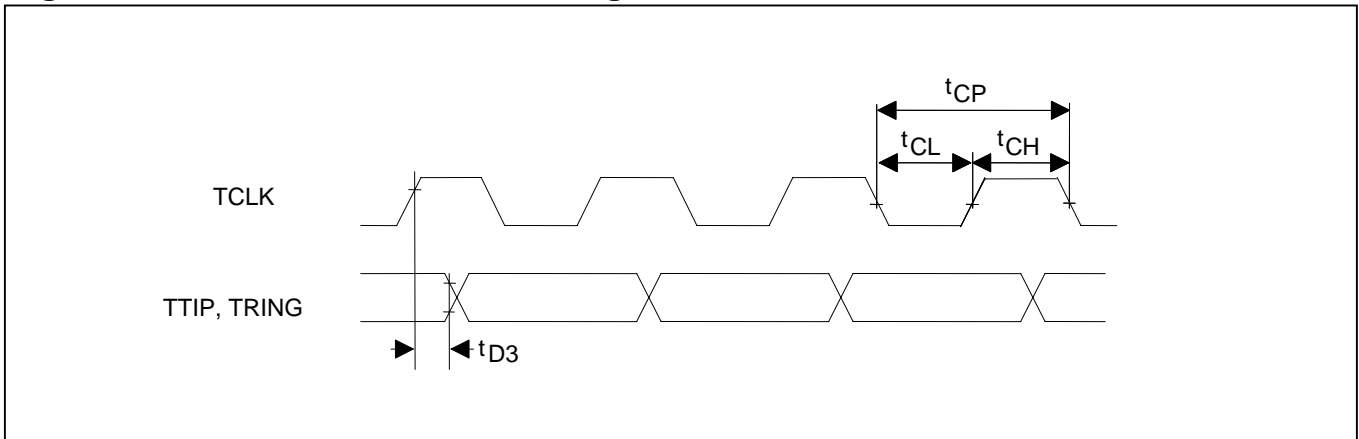 tCP
tCL
tCH
TCLK
TTIP, TRING
tD3